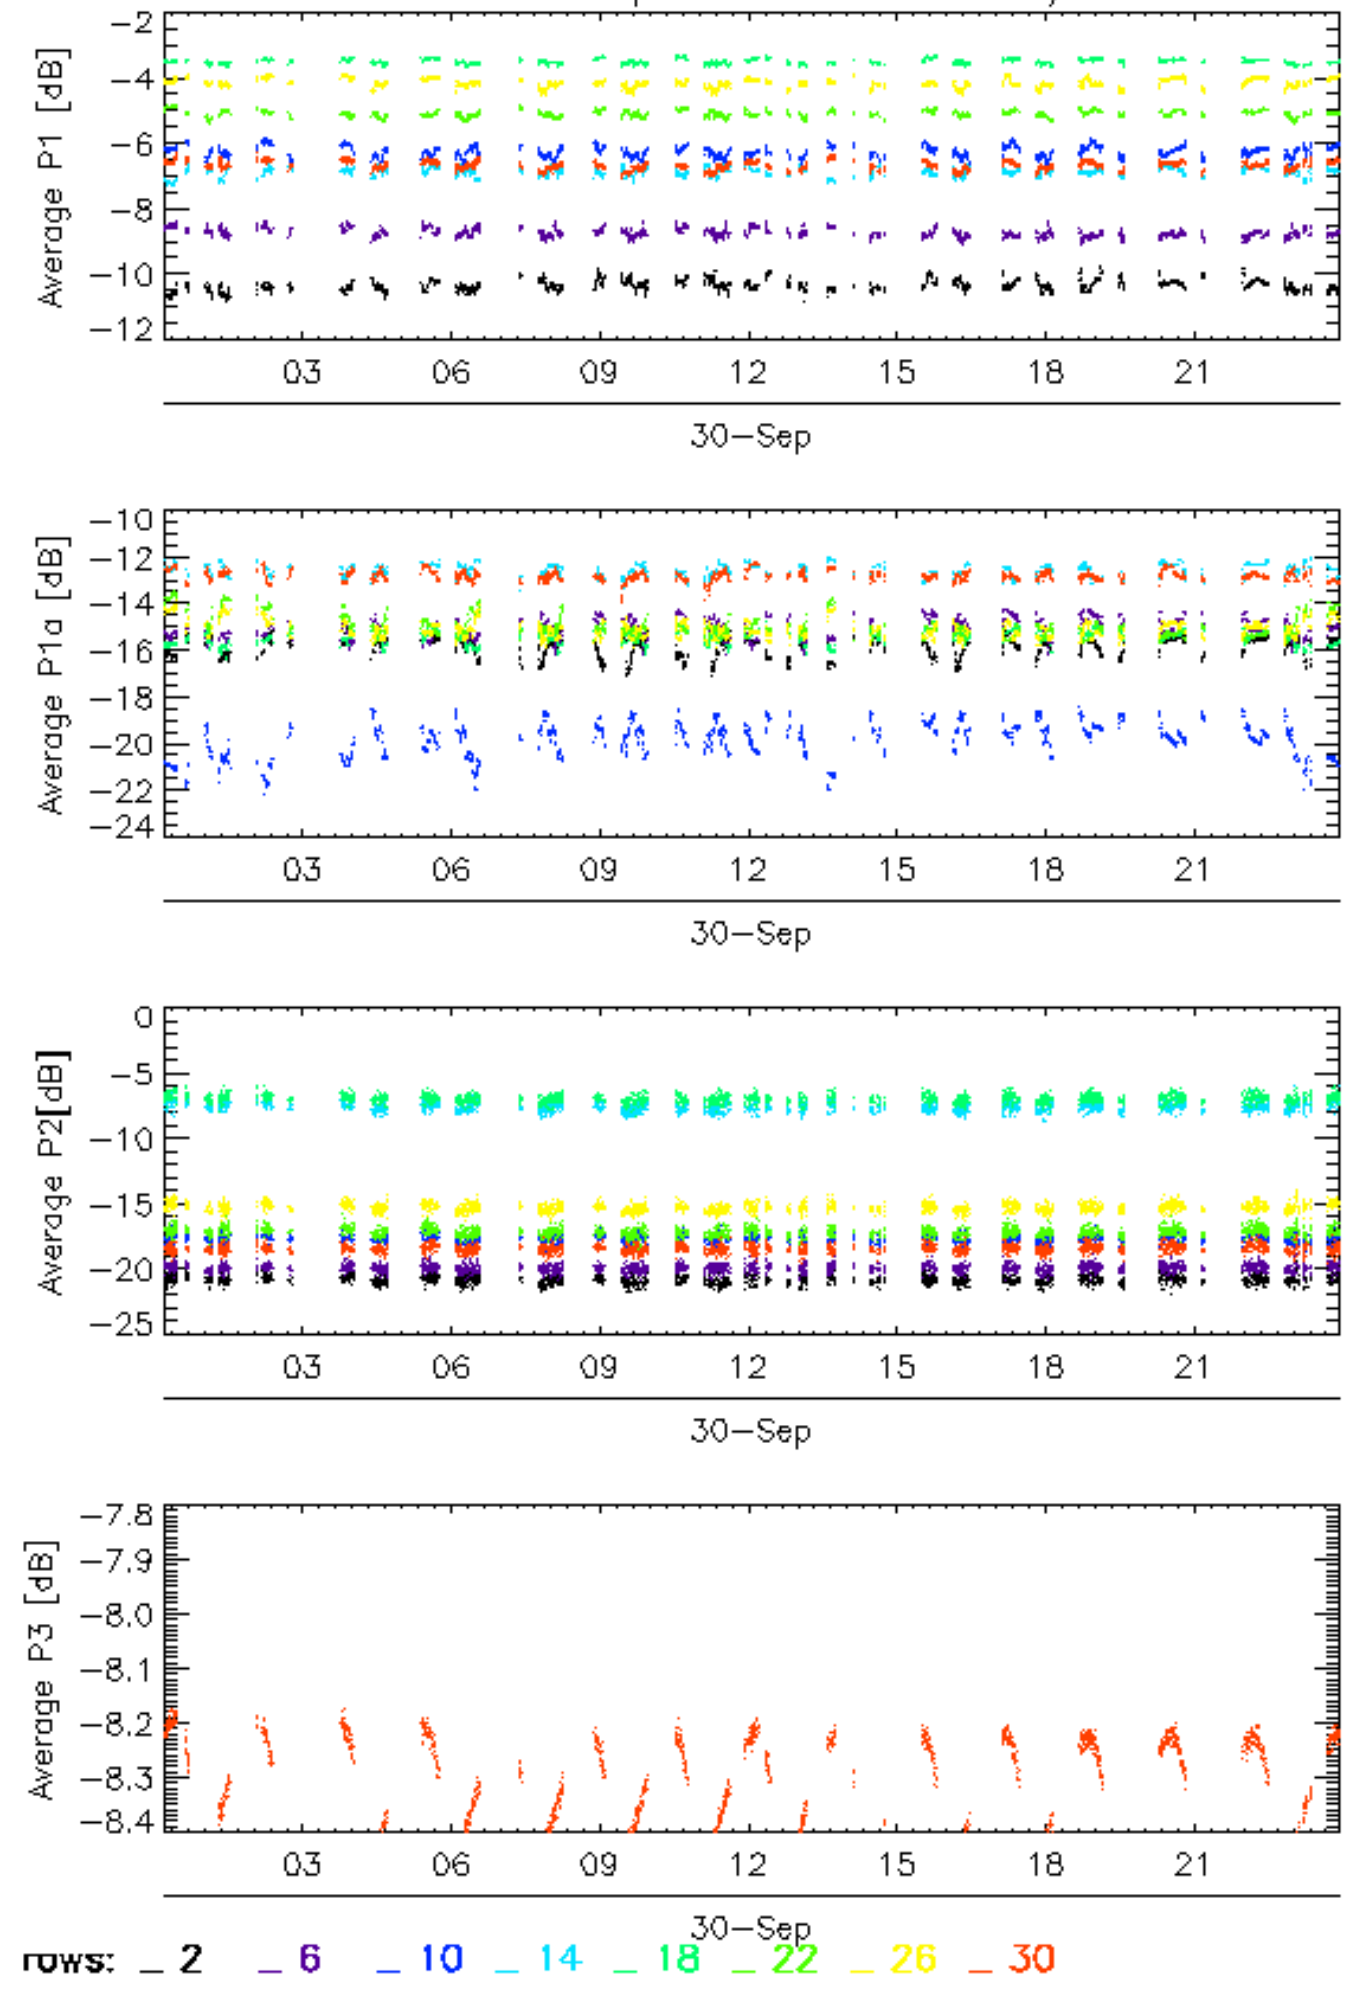 Average P1 [dB]
−2
−4
−6
−8
−10
−12
03 06 09 12 15 18 21
30−Sep
Average P1a [dB]
−10
−12
−14
−16
−18
−20
−22
−24
03 06 09 12 15 18 21
30−Sep
Average P2[dB]
0
−5
−10
−15
−20
−25
03 06 09 12 15 18 21
30−Sep
Average P3 [dB]
−7.8
−7.9
−8.0
−8.1
−8.2
−8.3
−8.4
03 06 09 12 15 18 21
30−Sep
rows: _ 2 _ 6 _ 10 _ 14 _ 18 _ 22 _ 26 _ 30